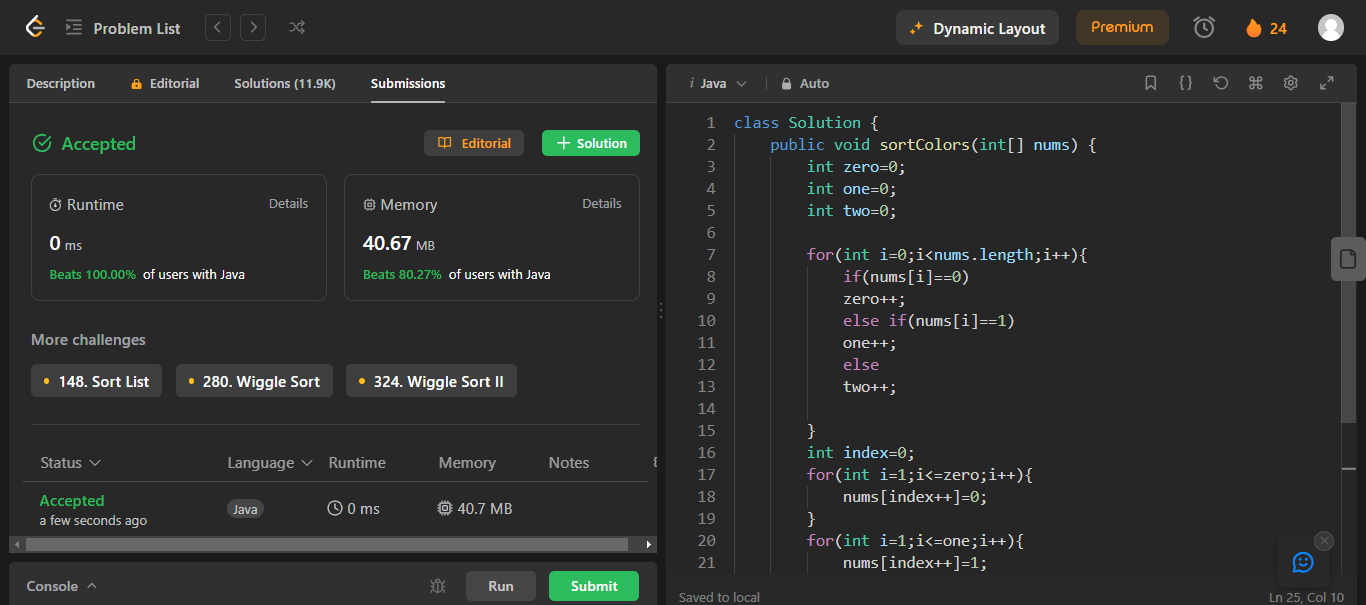 Problem List
Dynamic Layout
Premium
24
Description Editorial Solutions (11.9K) Submissions
Accepted
Editorial
Solution
Runtime Details
0 ms
Beats 100.00% of users with Java
Memory Details
40.67 MB
Beats 80.27% of users with Java
More challenges
148. Sort List 280. Wiggle Sort 324. Wiggle Sort II
Status Language Runtime Memory Notes
Accepted
a few seconds ago
Java
0 ms
40.7 MB
Console
Run
Submit
i Java Auto
1 class Solution {
2 public void sortColors(int[] nums) {
3 int zero=0;
4 int one=0;
5 int two=0;
6
7 for(int i=0;i<nums.length;i++){
8 if(nums[i]==0)
9 zero++;
10 else if(nums[i]==1)
11 one++;
12 else
13 two++;
14
15 }
16 int index=0;
17 for(int i=1;i<=zero;i++){
18 nums[index++]=0;
19 }
20 for(int i=1;i<=one;i++){
21 nums[index++]=1;
Saved to local
Ln 25, Col 10